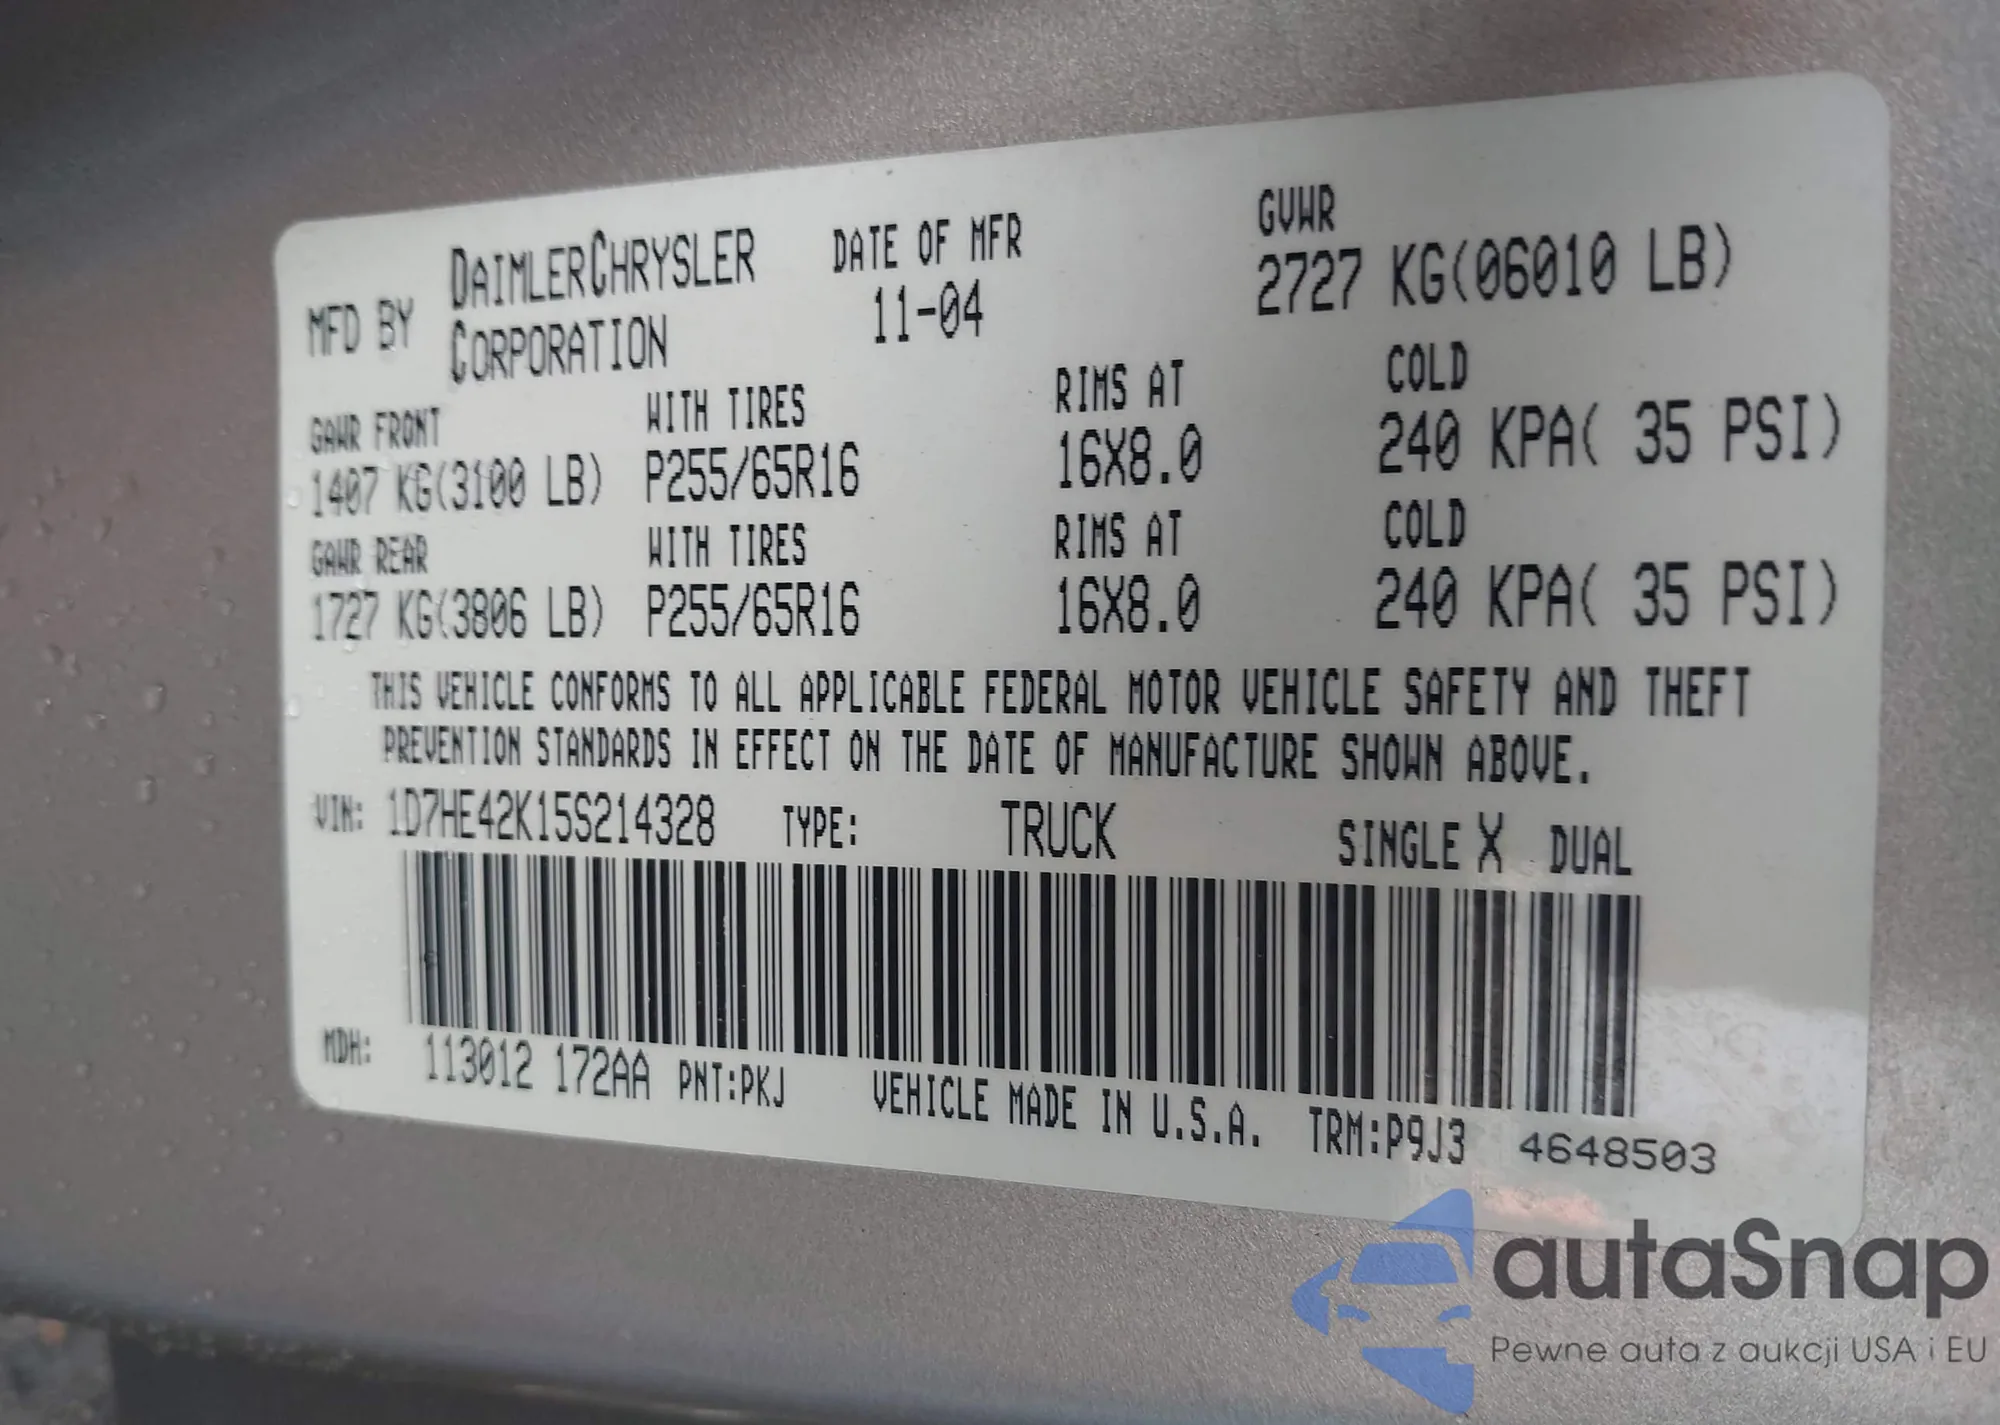 MFD BY DAIMLERCHRYSLER CORPORATION DATE OF MFR 11-04 GVWR 2727 KG(06010 LB)
GAWR FRONT WITH TIRES RIMS AT COLD
1407 KG(3100 LB) P255/65R16 16X8.0 240 KPA( 35 PSI)
GAWR REAR WITH TIRES RIMS AT COLD
1727 KG(3806 LB) P255/65R16 16X8.0 240 KPA( 35 PSI)
THIS VEHICLE CONFORMS TO ALL APPLICABLE FEDERAL MOTOR VEHICLE SAFETY AND THEFT
PREVENTION STANDARDS IN EFFECT ON THE DATE OF MANUFACTURE SHOWN ABOVE.
VIN: 1D7HE42K15S214328 TYPE: TRUCK SINGLE X DUAL
MDH: 113012 172AA PNT:PKJ VEHICLE MADE IN U.S.A. TRM:P9J3 4648503
autaSnap
Pewne auta z aukcji USA i EU